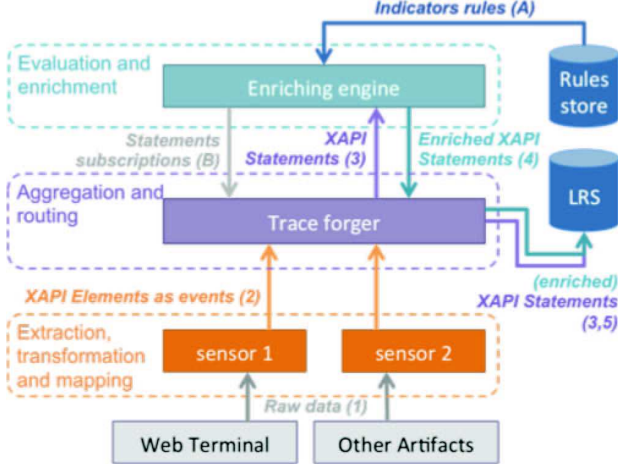 Indicators rules (A)
Evaluation and
enrichment
Enriching engine
Rules
store
Statements
subscriptions (B)
XAPI
Statements (3)
Enriched XAPI
Statements (4)
Aggregation and
routing
Trace forger
LRS
XAPI Elements as events (2)
(enriched)
XAPI Statements
(3,5)
Extraction,
transformation
and mapping
sensor 1
sensor 2
Raw data (1)
Web Terminal
Other Artifacts